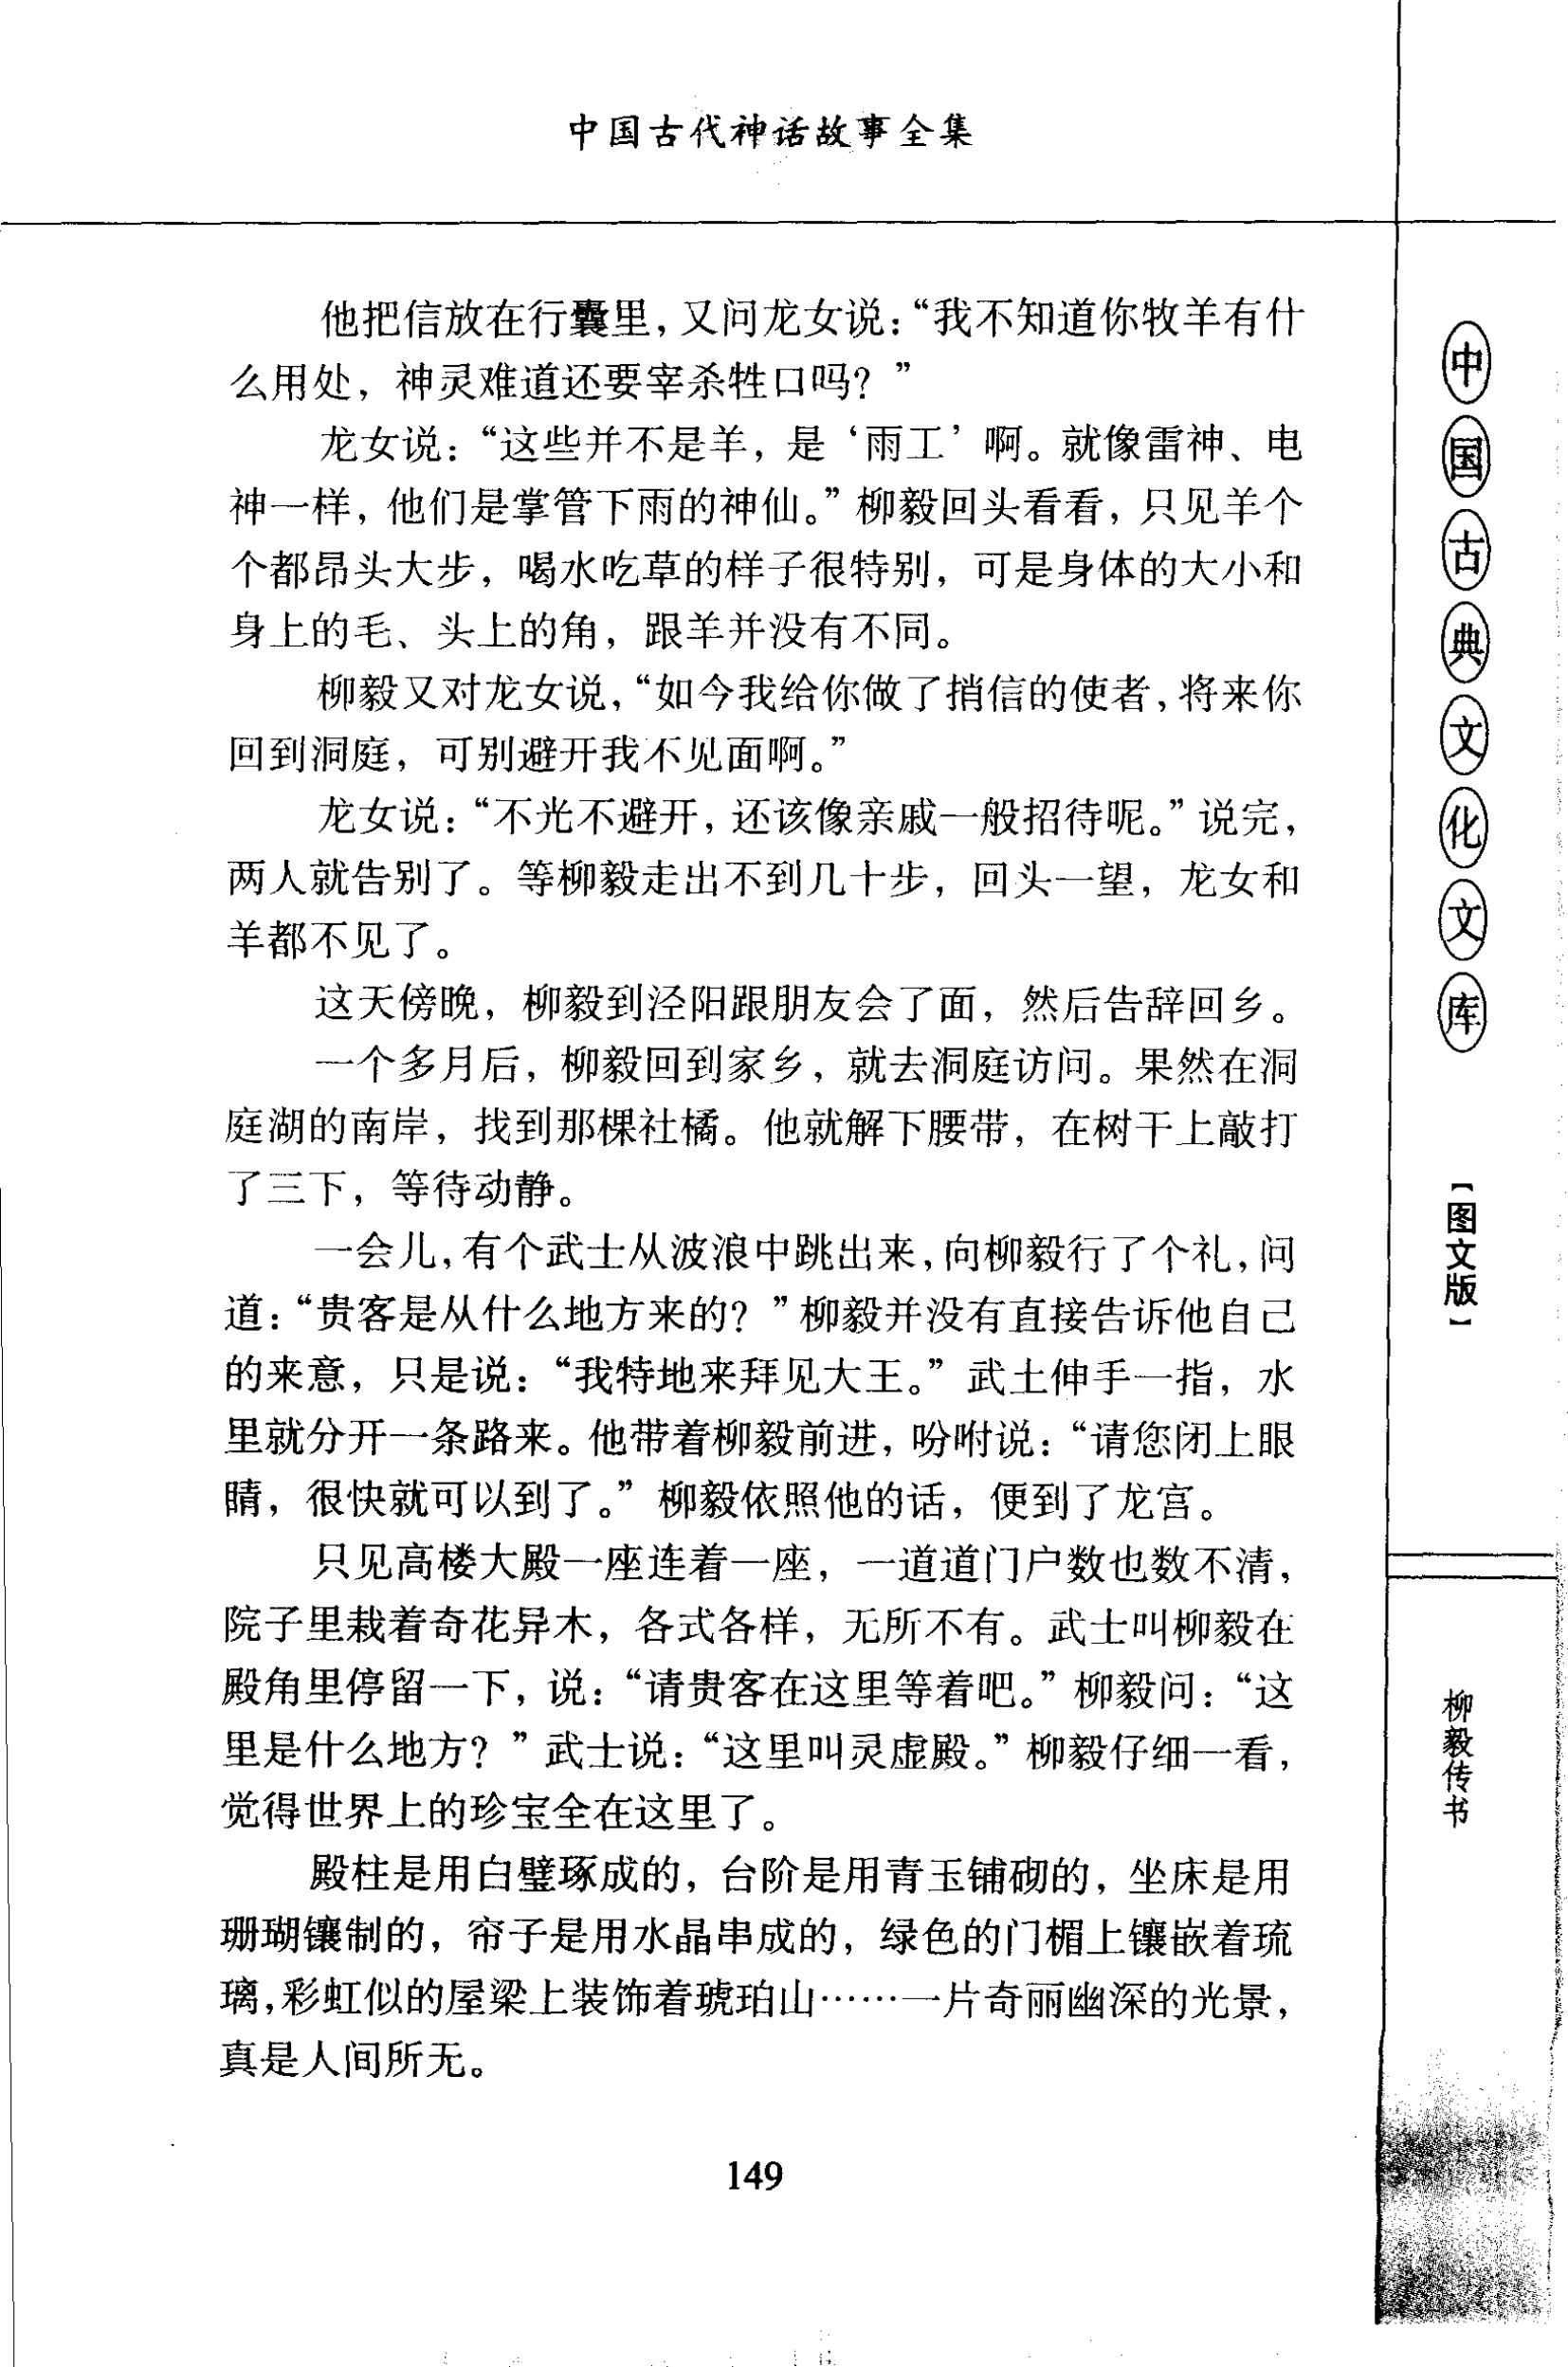 中国古代神话故事全集
他把信放在行囊里，又问龙女说：“我不知道你牧羊有什
么用处，神灵难道还要宰杀牲口吗？”
龙女说：“这些并不是羊，是‘雨工’啊。就像雷神、电
神一样，他们是掌管下雨的神仙。”柳毅回头看看，只见羊个
个都昂头大步，喝水吃草的样子很特别，可是身体的大小和
身上的毛、头上的角，跟羊并没有不同。
柳毅又对龙女说，“如今我给你做了捎信的使者，将来你
回到洞庭，可别避开我不见面啊。”
龙女说：“不光不避开，还该像亲戚一般招待呢。”说完，
两人就告别了。等柳毅走出不到几十步，回头一望，龙女和
羊都不见了。
这天傍晚，柳毅到泾阳跟朋友会了面，然后告辞回乡。
一个多月后，柳毅回到家乡，就去洞庭访问。果然在洞
庭湖的南岸，找到那棵社橘。他就解下腰带，在树干上敲打
了三下，等待动静。
一会儿，有个武士从波浪中跳出来，向柳毅行了个礼，问
道：“贵客是从什么地方来的？”柳毅并没有直接告诉他自己
的来意，只是说：“我特地来拜见大王。”武士伸手一指，水
里就分开一条路来。他带着柳毅前进，吩咐说：“请您闭上眼
睛，很快就可以到了。”柳毅依照他的话，便到了龙宫。
只见高楼大殿一座连着一座，一道道门户数也数不清，
院子里栽着奇花异木，各式各样，无所不有。武士叫柳毅在
殿角里停留一下，说：“请贵客在这里等着吧。”柳毅问：“这
里是什么地方？”武士说：“这里叫灵虚殿。”柳毅仔细一看，
觉得世界上的珍宝全在这里了。
殿柱是用白璧琢成的，台阶是用青玉铺砌的，坐床是用
珊瑚镶制的，帘子是用水晶串成的，绿色的门楣上镶嵌着琉
璃，彩虹似的屋梁上装饰着琥珀山……一片奇丽幽深的光景，
真是人间所无。
149
中国古典文化文库
【图文版】
柳毅传书